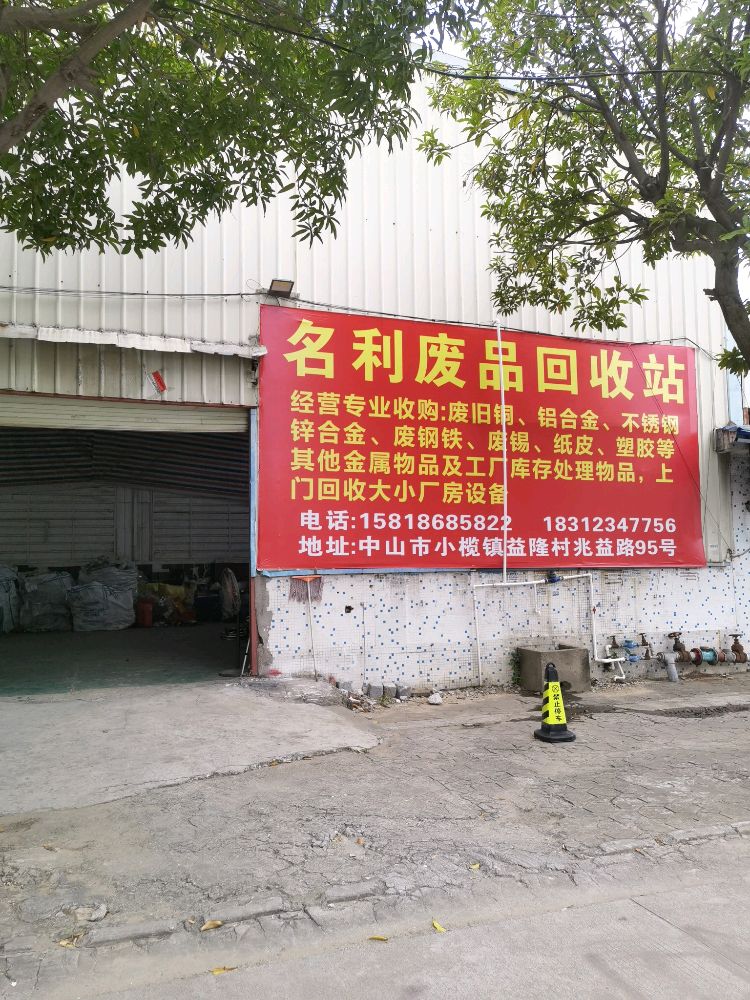 名利废品回收站
经营专业收购:废旧铜、铝合金、不锈钢
锌合金、废钢铁、废锡、纸皮、塑胶等
其他金属物品及工厂库存处理物品,上
门回收大小厂房设备
电话:15818685822 18312347756
地址:中山市小榄镇益隆村兆益路95号
禁止停车